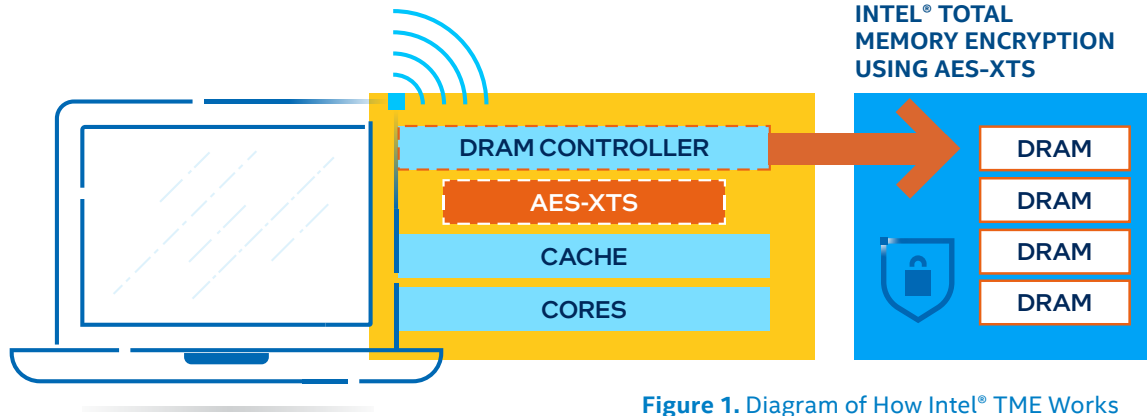 INTEL® TOTAL
MEMORY ENCRYPTION
USING AES-XTS
DRAM CONTROLLER
AES-XTS
CACHE
CORES
DRAM
DRAM
DRAM
DRAM
Figure 1. Diagram of How Intel® TME Works